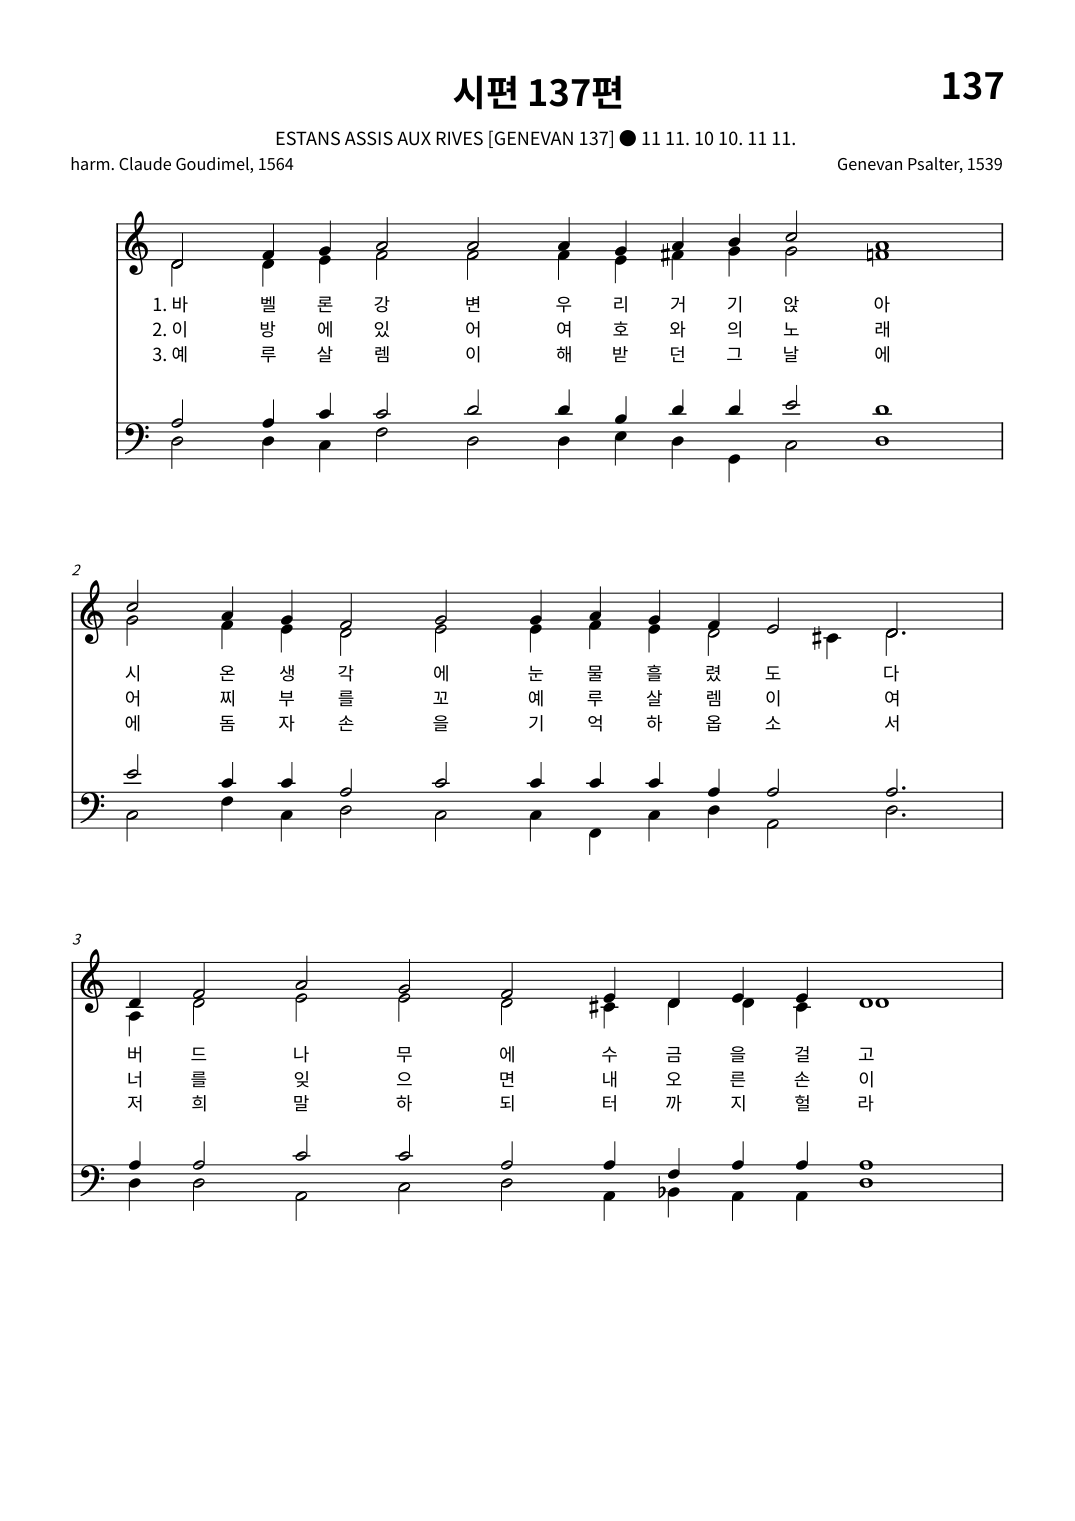 시편 137편
137
ESTANS ASSIS AUX RIVES [GENEVAN 137] ● 11 11. 10 10. 11 11.
harm. Claude Goudimel, 1564
Genevan Psalter, 1539
1. 바 벨 론 강 변 우 리 거 기 앉 아
2. 이 방 에 있 어 여 호 와 의 노 래
3. 예 루 살 렘 이 해 받 던 그 날 에
2
시 온 생 각 에 눈 물 흘 렸 도 다
어 찌 부 를 꼬 예 루 살 렘 이 여
에 돔 자 손 을 기 억 하 옵 소 서
3
버 드 나 무 에 수 금 을 걸 고
너 를 잊 으 면 내 오 른 손 이
저 희 말 하 되 터 까 지 헐 라